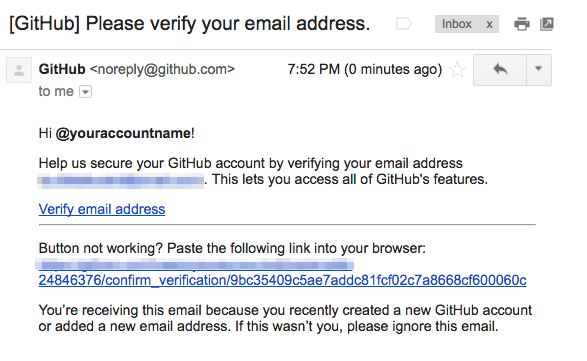 [GitHub] Please verify your email address.
Inbox x
GitHub <noreply@github.com> 7:52 PM (0 minutes ago)
to me
Hi @youraccountname!
Help us secure your GitHub account by verifying your email address
. This lets you access all of GitHub's features.
Verify email address
Button not working? Paste the following link into your browser:
24846376/confirm_verification/9bc35409c5ae7addc81fcf02c7a8668cf600060c
You're receiving this email because you recently created a new GitHub account
or added a new email address. If this wasn't you, please ignore this email.